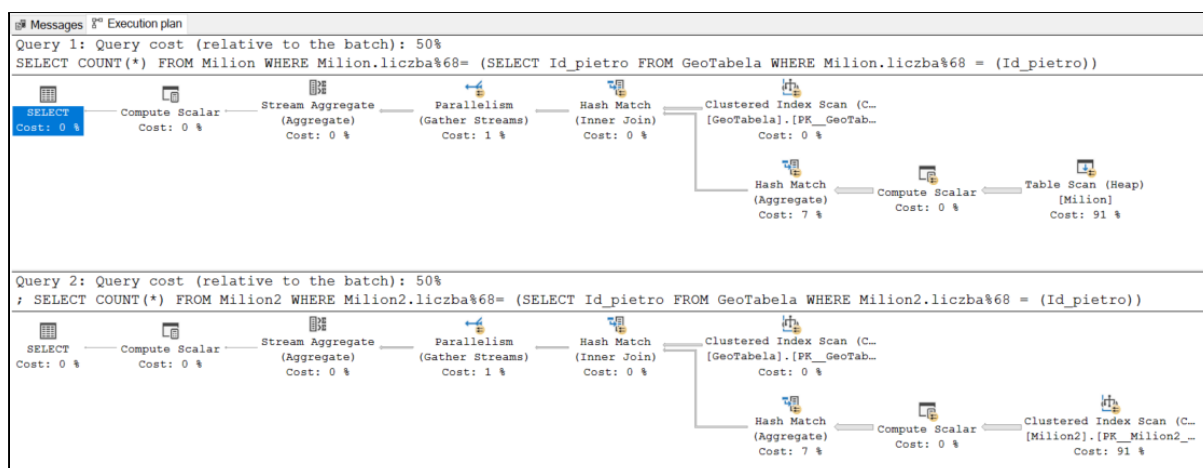 Messages Execution plan
Query 1: Query cost (relative to the batch): 50%
SELECT COUNT(*) FROM Milion WHERE Milion.liczba%68= (SELECT Id_pietro FROM GeoTabela WHERE Milion.liczba%68 = (Id_pietro))
SELECT
Cost: 0 %
Compute Scalar
Cost: 0 %
Stream Aggregate
(Aggregate)
Cost: 0 %
Parallelism
(Gather Streams)
Cost: 1 %
Hash Match
(Inner Join)
Cost: 0 %
Clustered Index Scan (C…
[GeoTabela].[PK__GeoTab…
Cost: 0 %
Hash Match
(Aggregate)
Cost: 7 %
Compute Scalar
Cost: 0 %
Table Scan (Heap)
[Milion]
Cost: 91 %
Query 2: Query cost (relative to the batch): 50%
; SELECT COUNT(*) FROM Milion2 WHERE Milion2.liczba%68= (SELECT Id_pietro FROM GeoTabela WHERE Milion2.liczba%68 = (Id_pietro))
SELECT
Cost: 0 %
Compute Scalar
Cost: 0 %
Stream Aggregate
(Aggregate)
Cost: 0 %
Parallelism
(Gather Streams)
Cost: 1 %
Hash Match
(Inner Join)
Cost: 0 %
Clustered Index Scan (C…
[GeoTabela].[PK__GeoTab…
Cost: 0 %
Hash Match
(Aggregate)
Cost: 7 %
Compute Scalar
Cost: 0 %
Clustered Index Scan (C…
[Milion2].[PK__Milion2_…
Cost: 91 %